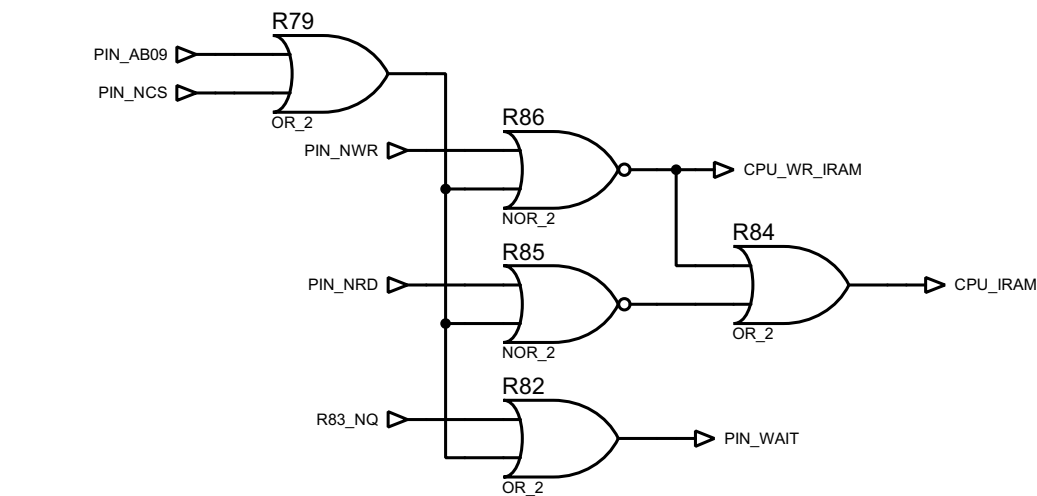 R79
PIN_AB09
PIN_NCS
OR_2
R86
PIN_NWR
CPU_WR_IRAM
NOR_2
R84
R85
PIN_NRD
CPU_IRAM
OR_2
NOR_2
R82
R83_NQ
PIN_WAIT
OR_2